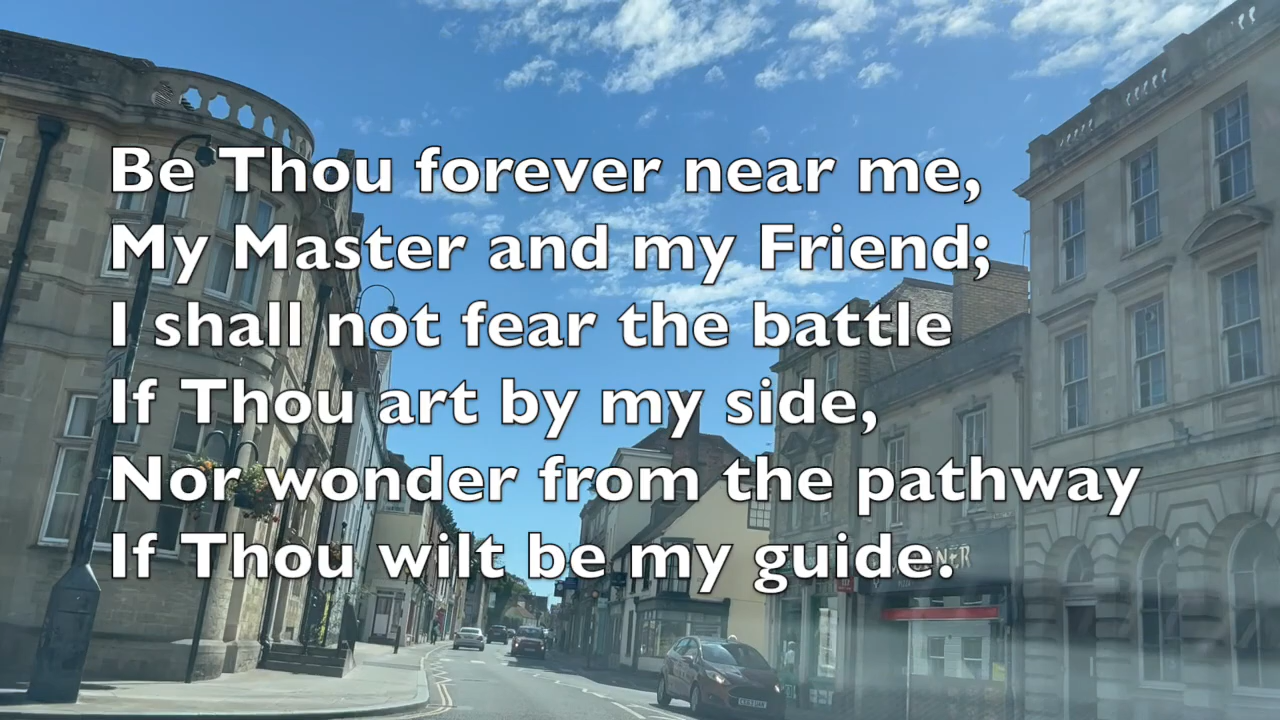 Be Thou forever near me,
My Master and my Friend;
I shall not fear the battle
If Thou art by my side,
Nor wonder from the pathway
If Thou wilt be my guide.